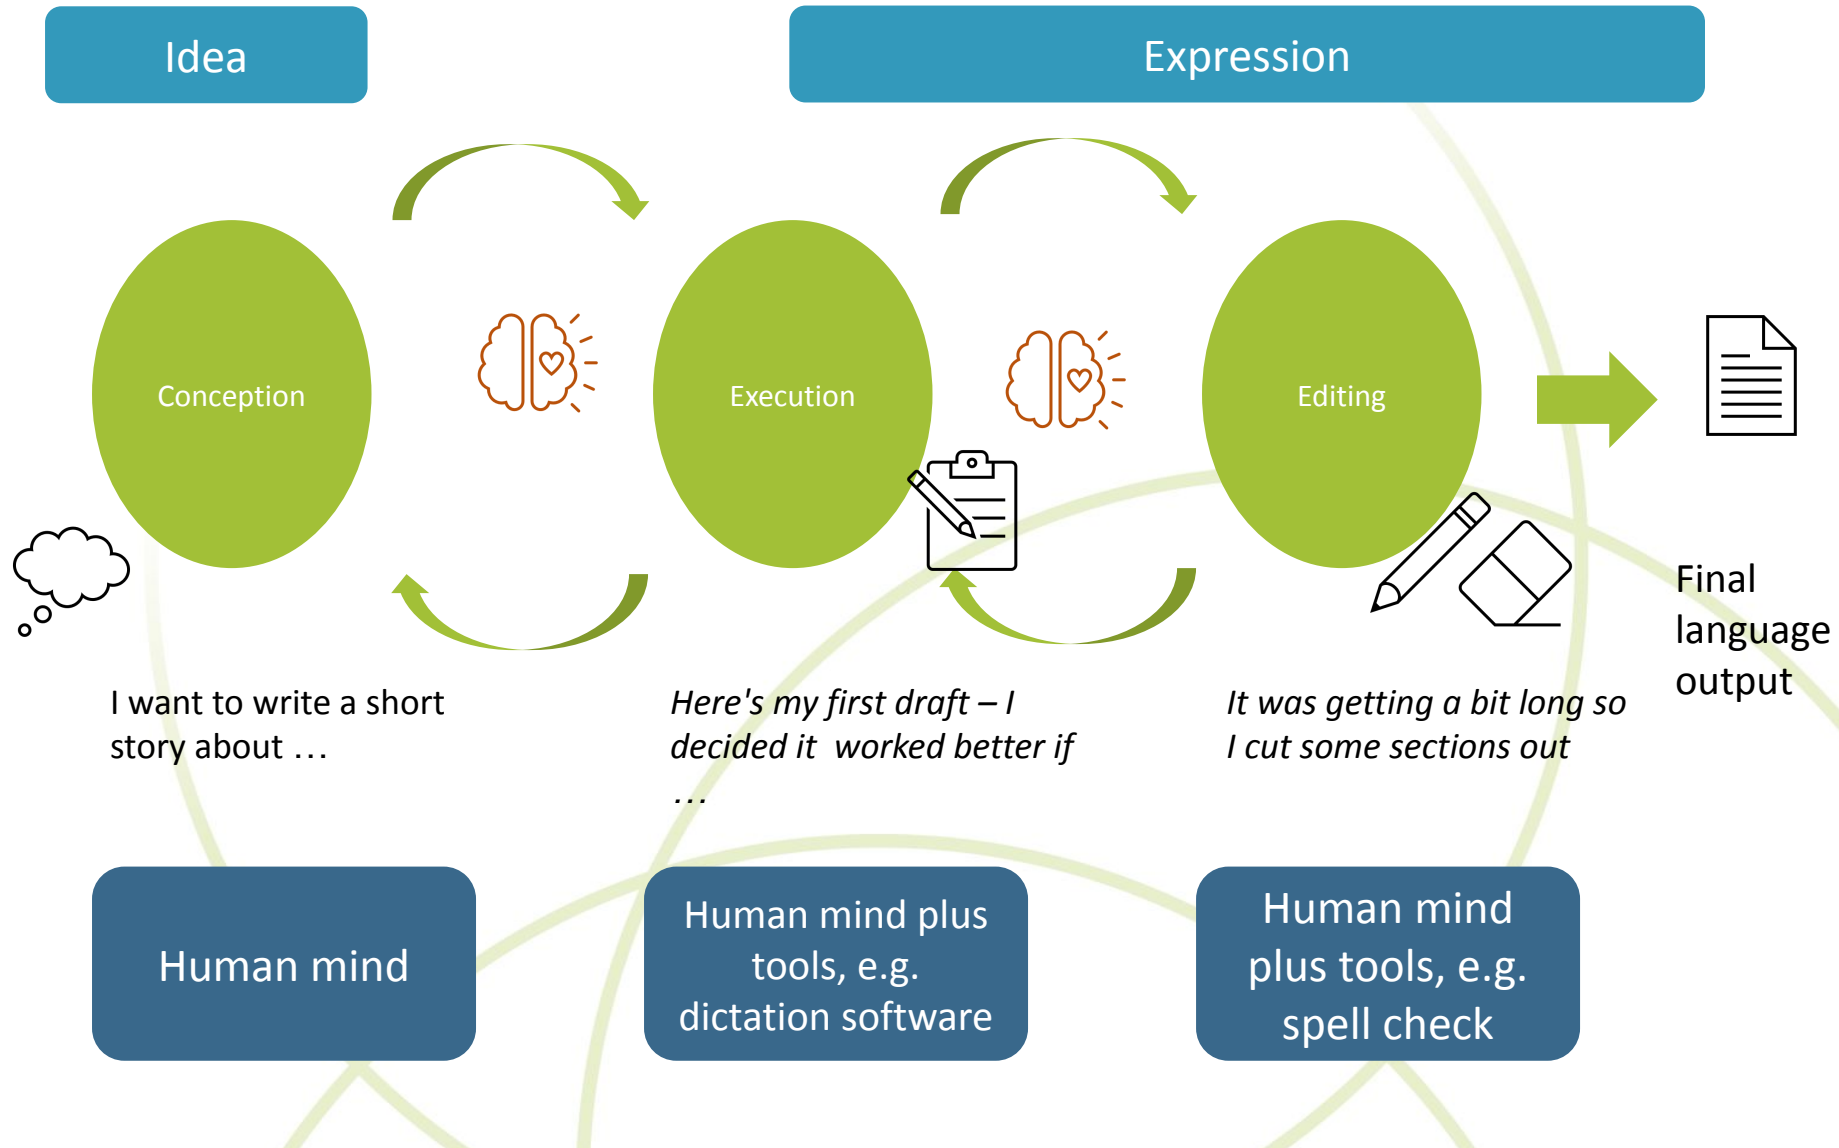 Idea
Expression
Conception
Execution
Editing
Final
language
output
I want to write a short
story about …
Here's my first draft – I
decided it  worked better if
…
It was getting a bit long so
I cut some sections out
Human mind
Human mind plus
tools, e.g.
dictation software
Human mind
plus tools, e.g.
spell check